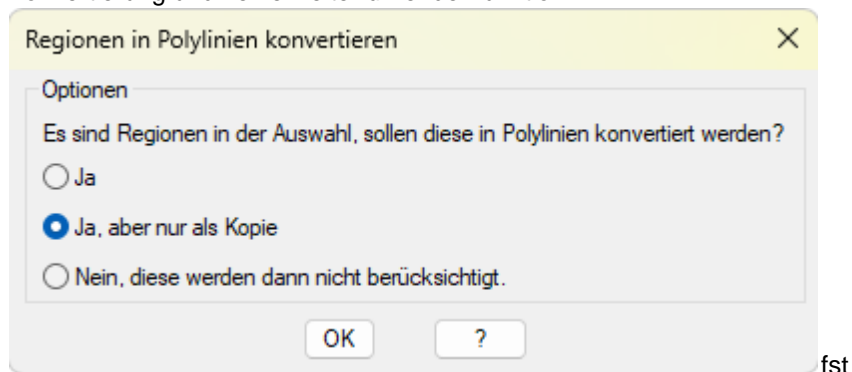 Regionen in Polylinien konvertieren
Optionen
Es sind Regionen in der Auswahl, sollen diese in Polylinien konvertiert werden?
Ja
Ja, aber nur als Kopie
Nein, diese werden dann nicht berücksichtigt.
OK ?
fst